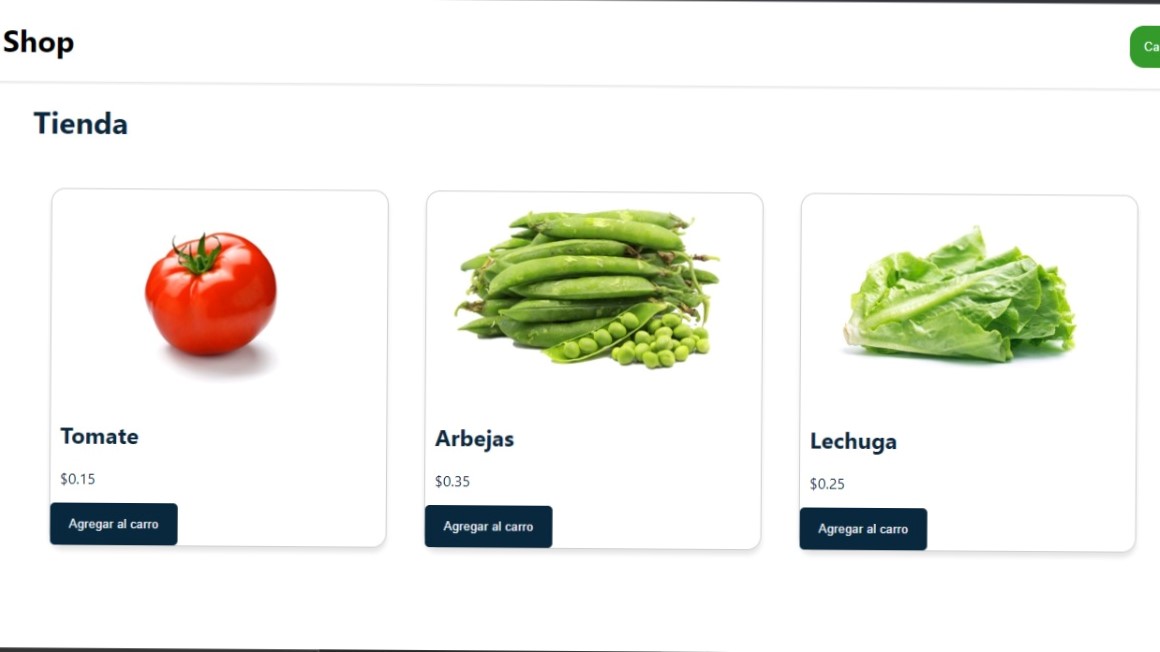 Shop
Tienda
Tomate
$0.15
Agregar al carro
Arbejas
$0.35
Agregar al carro
Lechuga
$0.25
Agregar al carro